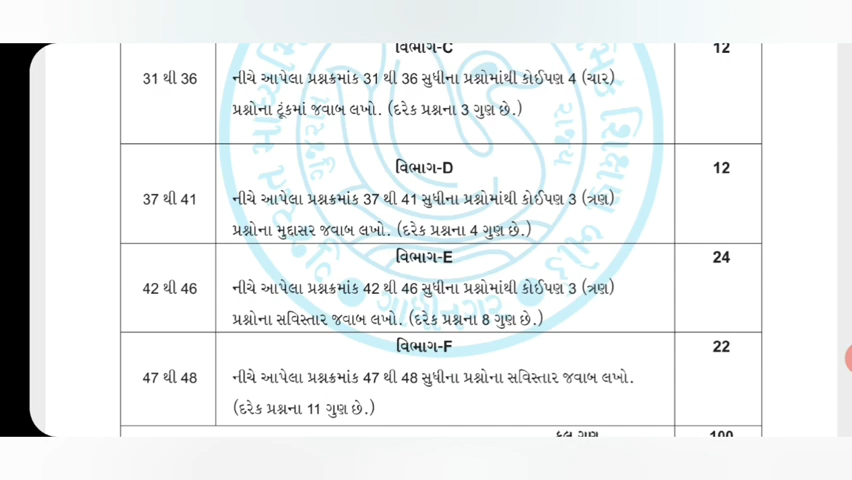 વિભાગ-C 12
31 થી 36 નીચે આપેલા પ્રશ્નક્રમાંક 31 થી 36 સુધીના પ્રશ્નોમાંથી કોઈપણ 4 (ચાર)
પ્રશ્નોના ટૂંકમાં જવાબ લખો. (દરેક પ્રશ્નના 3 ગુણ છે.)
વિભાગ-D 12
37 થી 41 નીચે આપેલા પ્રશ્નક્રમાંક 37 થી 41 સુધીના પ્રશ્નોમાંથી કોઈપણ 3 (ત્રણ)
પ્રશ્નોના મુદ્દાસર જવાબ લખો. (દરેક પ્રશ્નના 4 ગુણ છે.)
વિભાગ-E 24
42 થી 46 નીચે આપેલા પ્રશ્નક્રમાંક 42 થી 46 સુધીના પ્રશ્નોમાંથી કોઈપણ 3 (ત્રણ)
પ્રશ્નોના સવિસ્તાર જવાબ લખો. (દરેક પ્રશ્નના 8 ગુણ છે.)
વિભાગ-F 22
47 થી 48 નીચે આપેલા પ્રશ્નક્રમાંક 47 થી 48 સુધીના પ્રશ્નોના સવિસ્તાર જવાબ લખો.
(દરેક પ્રશ્નના 11 ગુણ છે.)
કુલ ગુણ 100